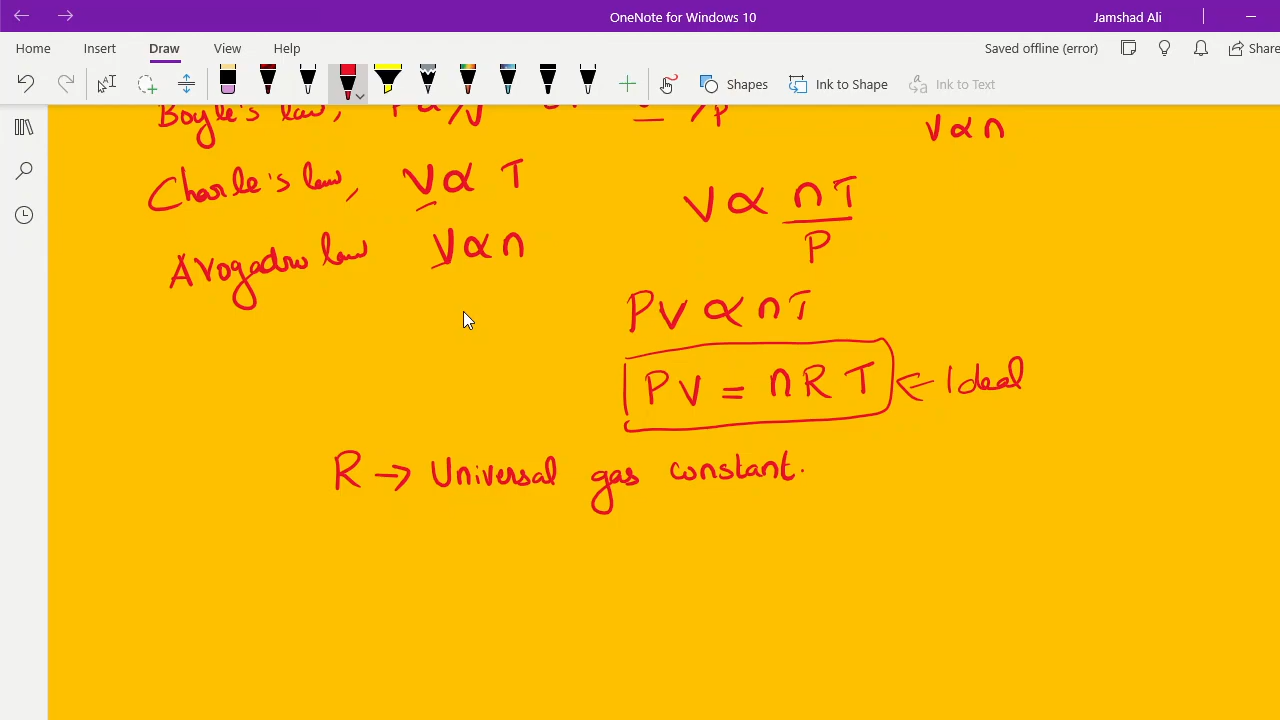 OneNote for Windows 10
Jamshad Ali
Home Insert Draw View Help
Saved offline (error)
Share
Shapes
Ink to Shape
Ink to Text
Boyle's law,
V ∝ n
Charle's law, V ∝ T
V ∝ nT/P
Avogadro law V ∝ n
PV ∝ nT
PV = nRT ← Ideal
R → Universal gas constant.